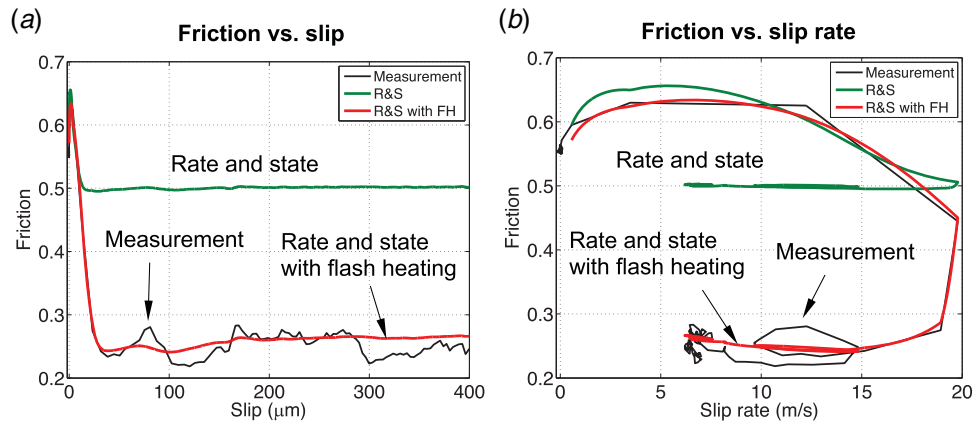 (a)
Friction vs. slip
0.7
0.6
0.5
0.4
0.3
0.2
Friction
Measurement
R&S
R&S with FH
Rate and state
Measurement
Rate and state
with flash heating
0
100
200
300
400
Slip (μm)
(b)
Friction vs. slip rate
0.7
0.6
0.5
0.4
0.3
0.2
Friction
Measurement
R&S
R&S with FH
Rate and state
Rate and state
with flash heating
Measurement
0
5
10
15
20
Slip rate (m/s)